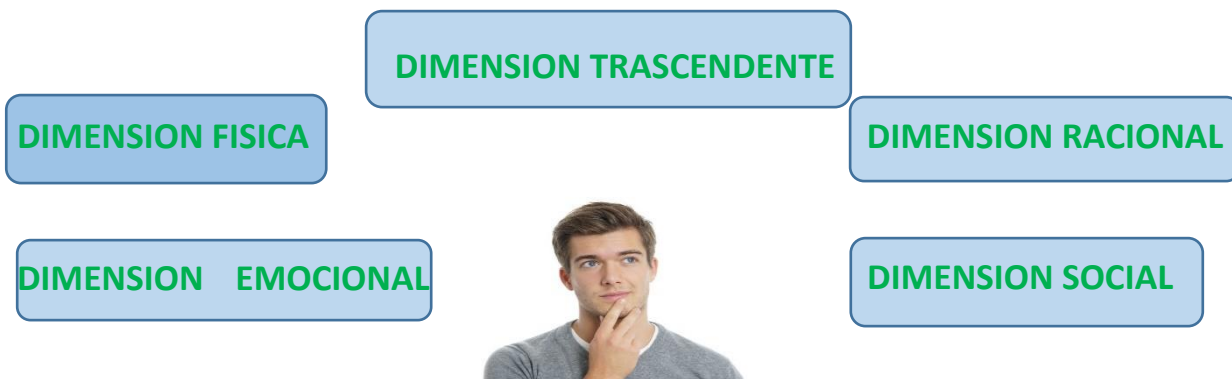 DIMENSION TRASCENDENTE
DIMENSION FISICA
DIMENSION RACIONAL
DIMENSION EMOCIONAL
DIMENSION SOCIAL